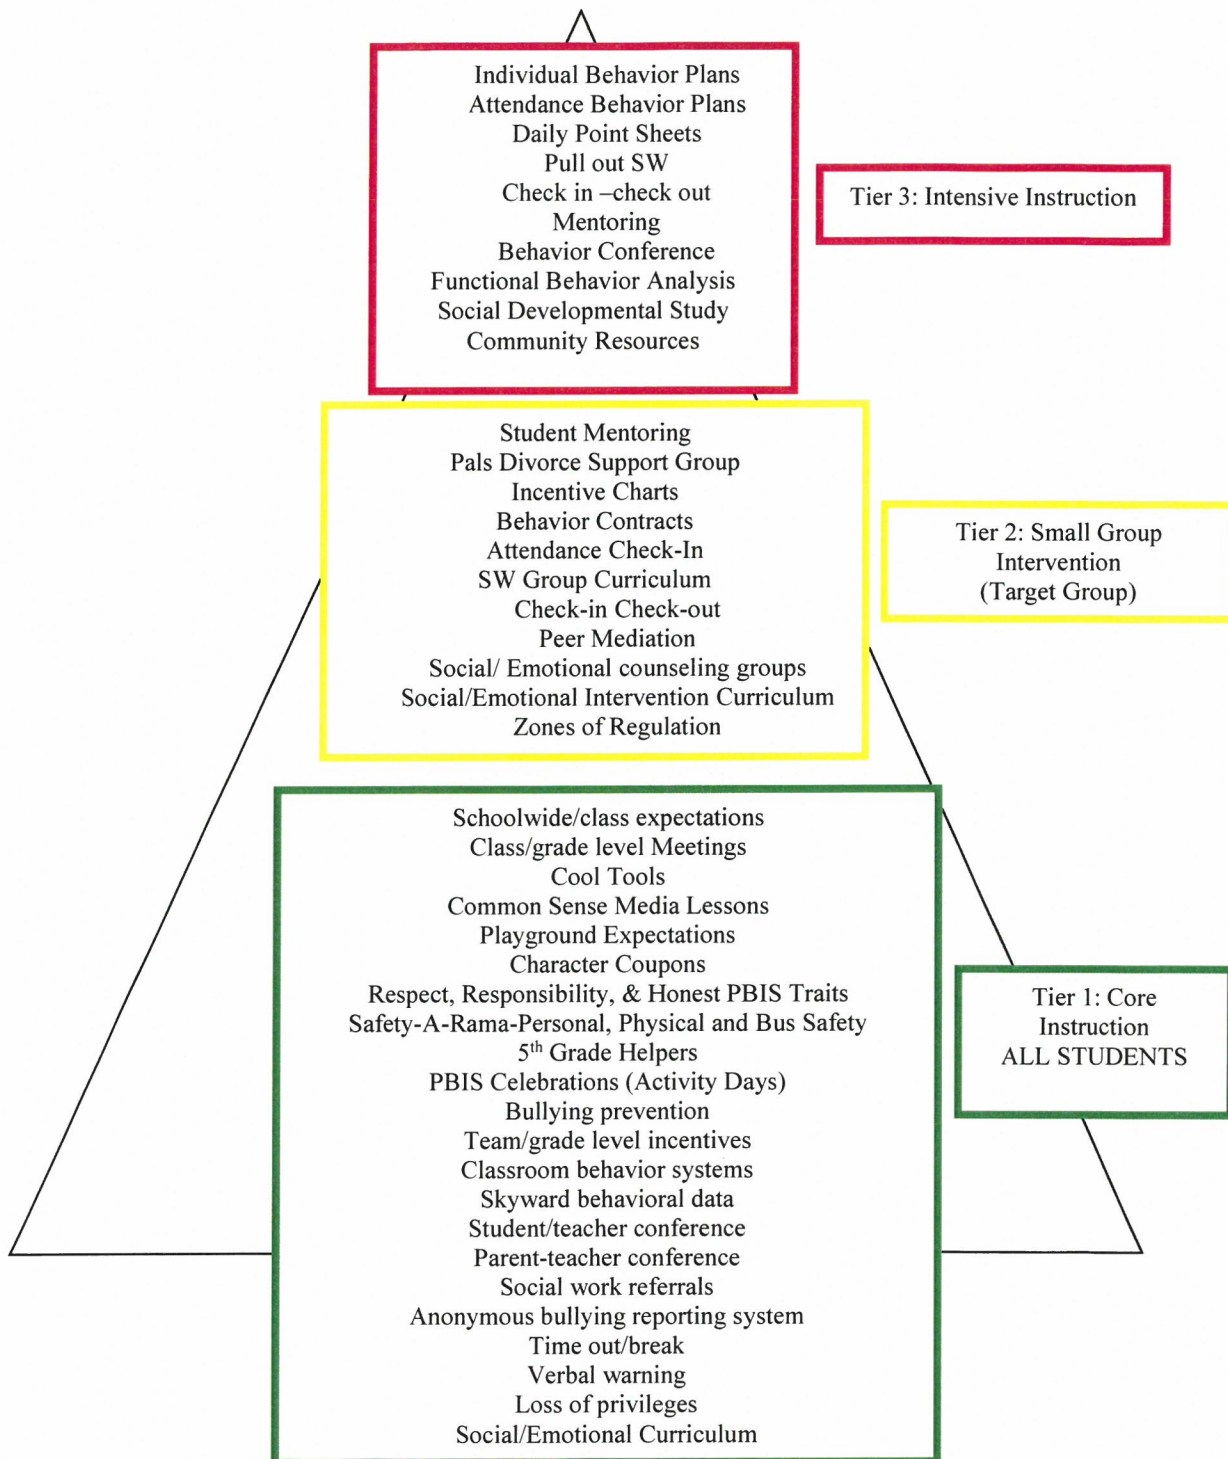 Individual Behavior Plans
Attendance Behavior Plans
Daily Point Sheets
Pull out SW
Check in –check out
Mentoring
Behavior Conference
Functional Behavior Analysis
Social Developmental Study
Community Resources
Tier 3: Intensive Instruction
Student Mentoring
Pals Divorce Support Group
Incentive Charts
Behavior Contracts
Attendance Check-In
SW Group Curriculum
Check-in Check-out
Peer Mediation
Social/ Emotional counseling groups
Social/Emotional Intervention Curriculum
Zones of Regulation
Tier 2: Small Group
Intervention
(Target Group)
Schoolwide/class expectations
Class/grade level Meetings
Cool Tools
Common Sense Media Lessons
Playground Expectations
Character Coupons
Respect, Responsibility, & Honest PBIS Traits
Safety-A-Rama-Personal, Physical and Bus Safety
5th Grade Helpers
PBIS Celebrations (Activity Days)
Bullying prevention
Team/grade level incentives
Classroom behavior systems
Skyward behavioral data
Student/teacher conference
Parent-teacher conference
Social work referrals
Anonymous bullying reporting system
Time out/break
Verbal warning
Loss of privileges
Social/Emotional Curriculum
Tier 1: Core
Instruction
ALL STUDENTS